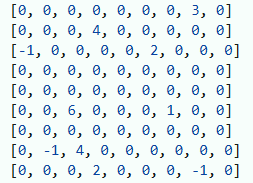 [0, 0, 0, 0, 0, 0, 0, 3, 0]
[0, 0, 0, 4, 0, 0, 0, 0, 0]
[-1, 0, 0, 0, 0, 2, 0, 0, 0]
[0, 0, 0, 0, 0, 0, 0, 0, 0]
[0, 0, 0, 0, 0, 0, 0, 0, 0]
[0, 0, 6, 0, 0, 0, 1, 0, 0]
[0, 0, 0, 0, 0, 0, 0, 0, 0]
[0, -1, 4, 0, 0, 0, 0, 0, 0]
[0, 0, 0, 2, 0, 0, 0, -1, 0]